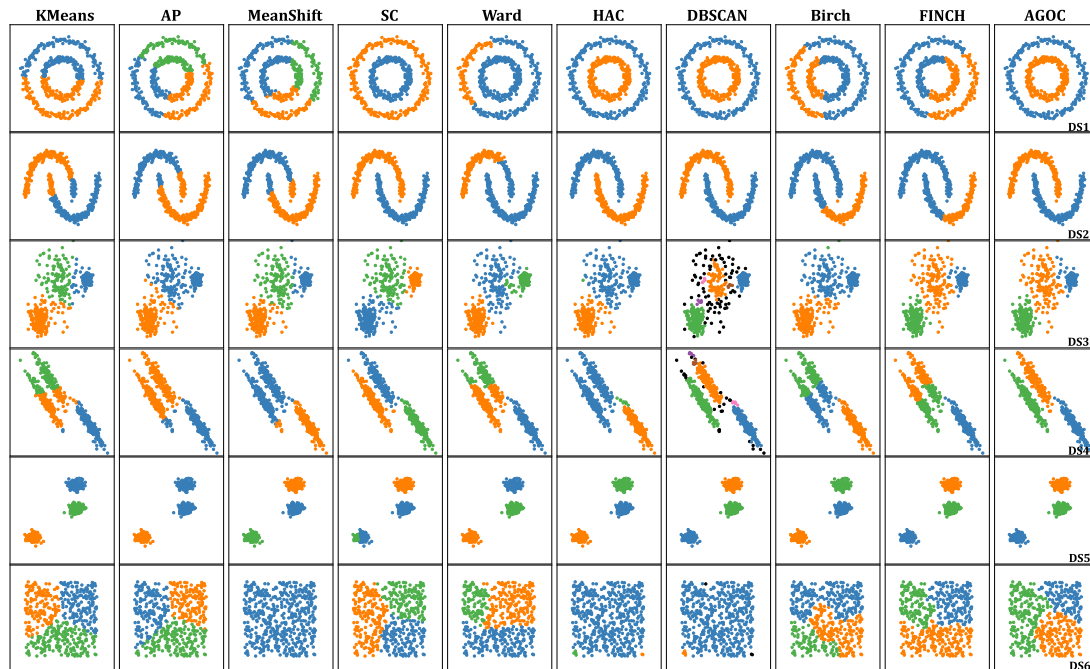 KMeans AP MeanShift SC Ward HAC DBSCAN Birch FINCH AGOC
DS1
DS2
DS3
DS4
DS5
DS6